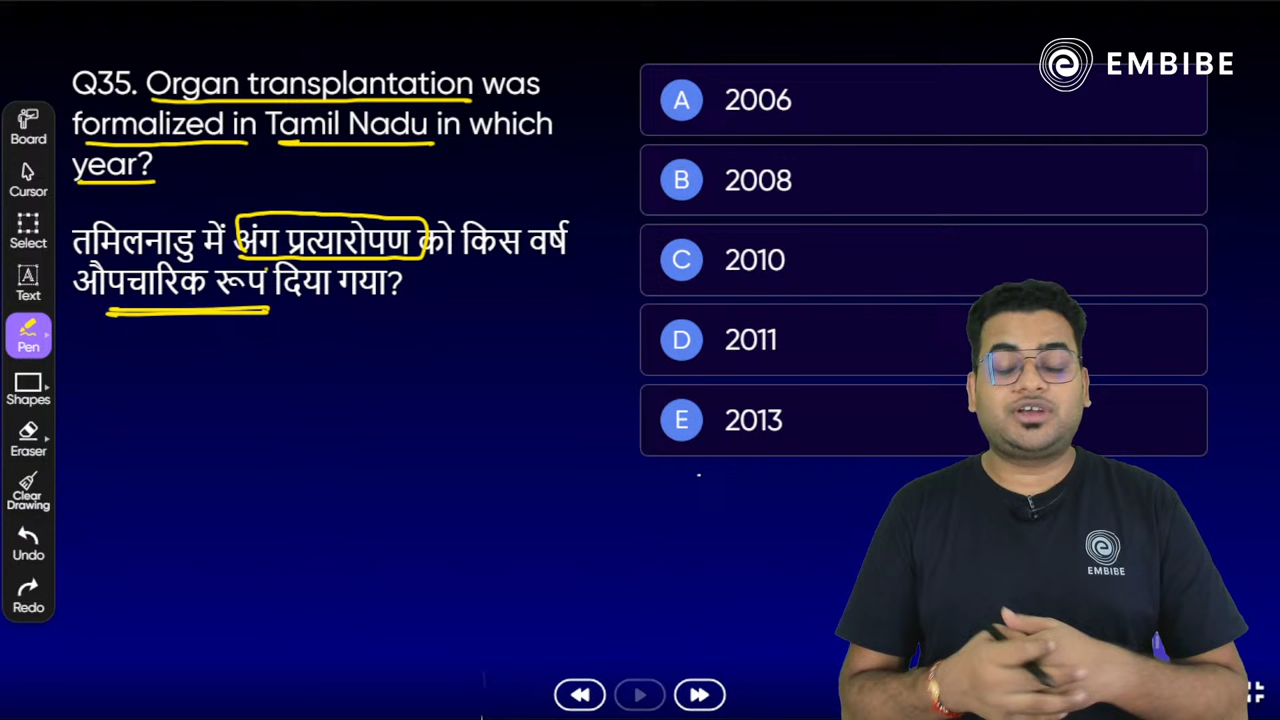 EMBIBE
Q35. Organ transplantation was
formalized in Tamil Nadu in which
year?
तमिलनाडु में अंग प्रत्यारोपण को किस वर्ष
औपचारिक रूप दिया गया?
A 2006
B 2008
C 2010
D 2011
E 2013
Board
Cursor
Select
A
Text
Pen
Shapes
Eraser
Clear
Drawing
Undo
Redo
EMBIBE